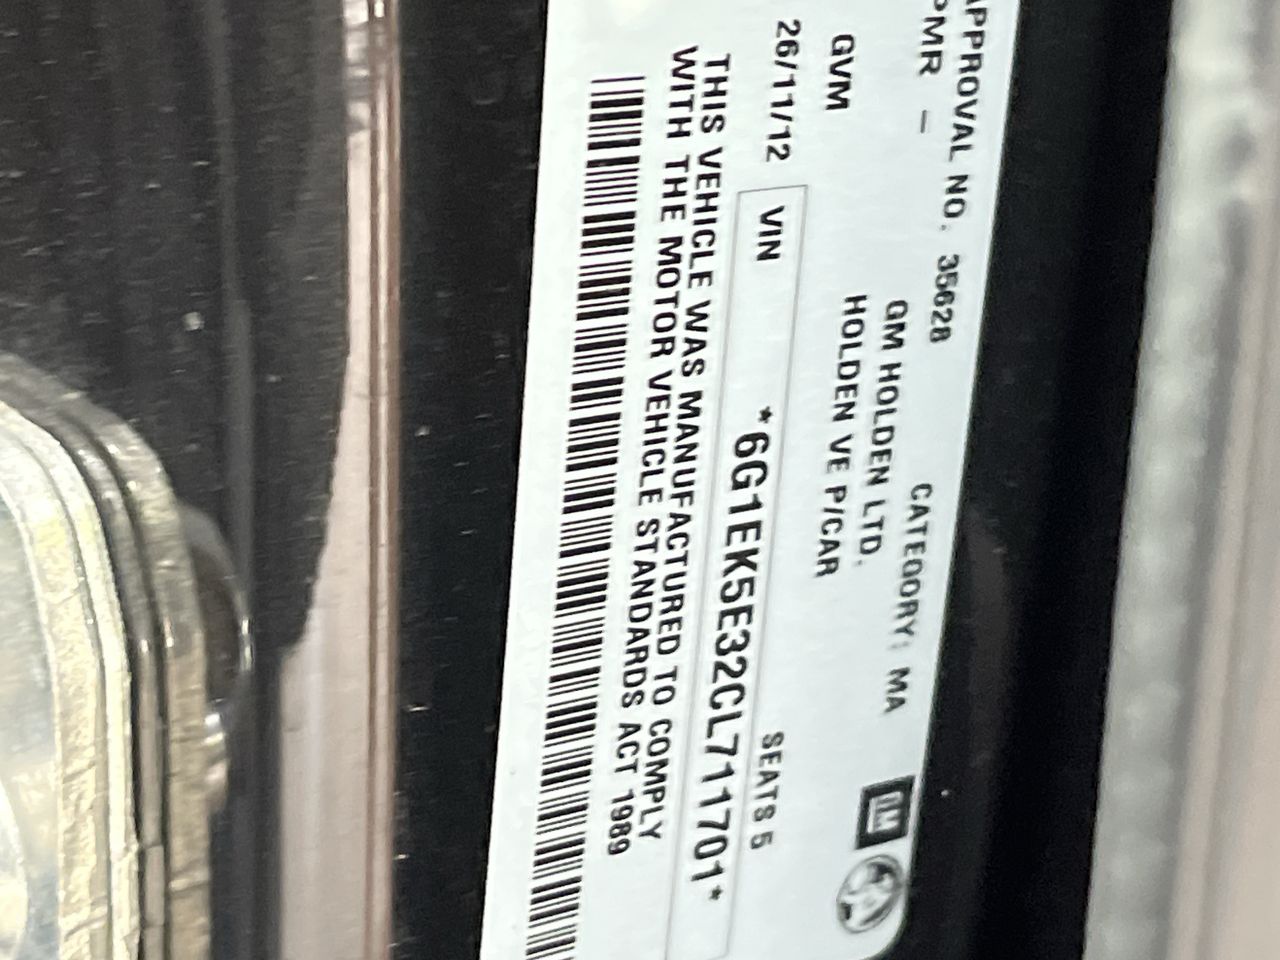 APPROVAL NO. 35628 CATEGORY: MA
PMR –
GM HOLDEN LTD.
GVM HOLDEN VE P/CAR
26/11/12 SEATS 5
VIN *6G1EK5E32CL711701*
THIS VEHICLE WAS MANUFACTURED TO COMPLY
WITH THE MOTOR VEHICLE STANDARDS ACT 1989
GM